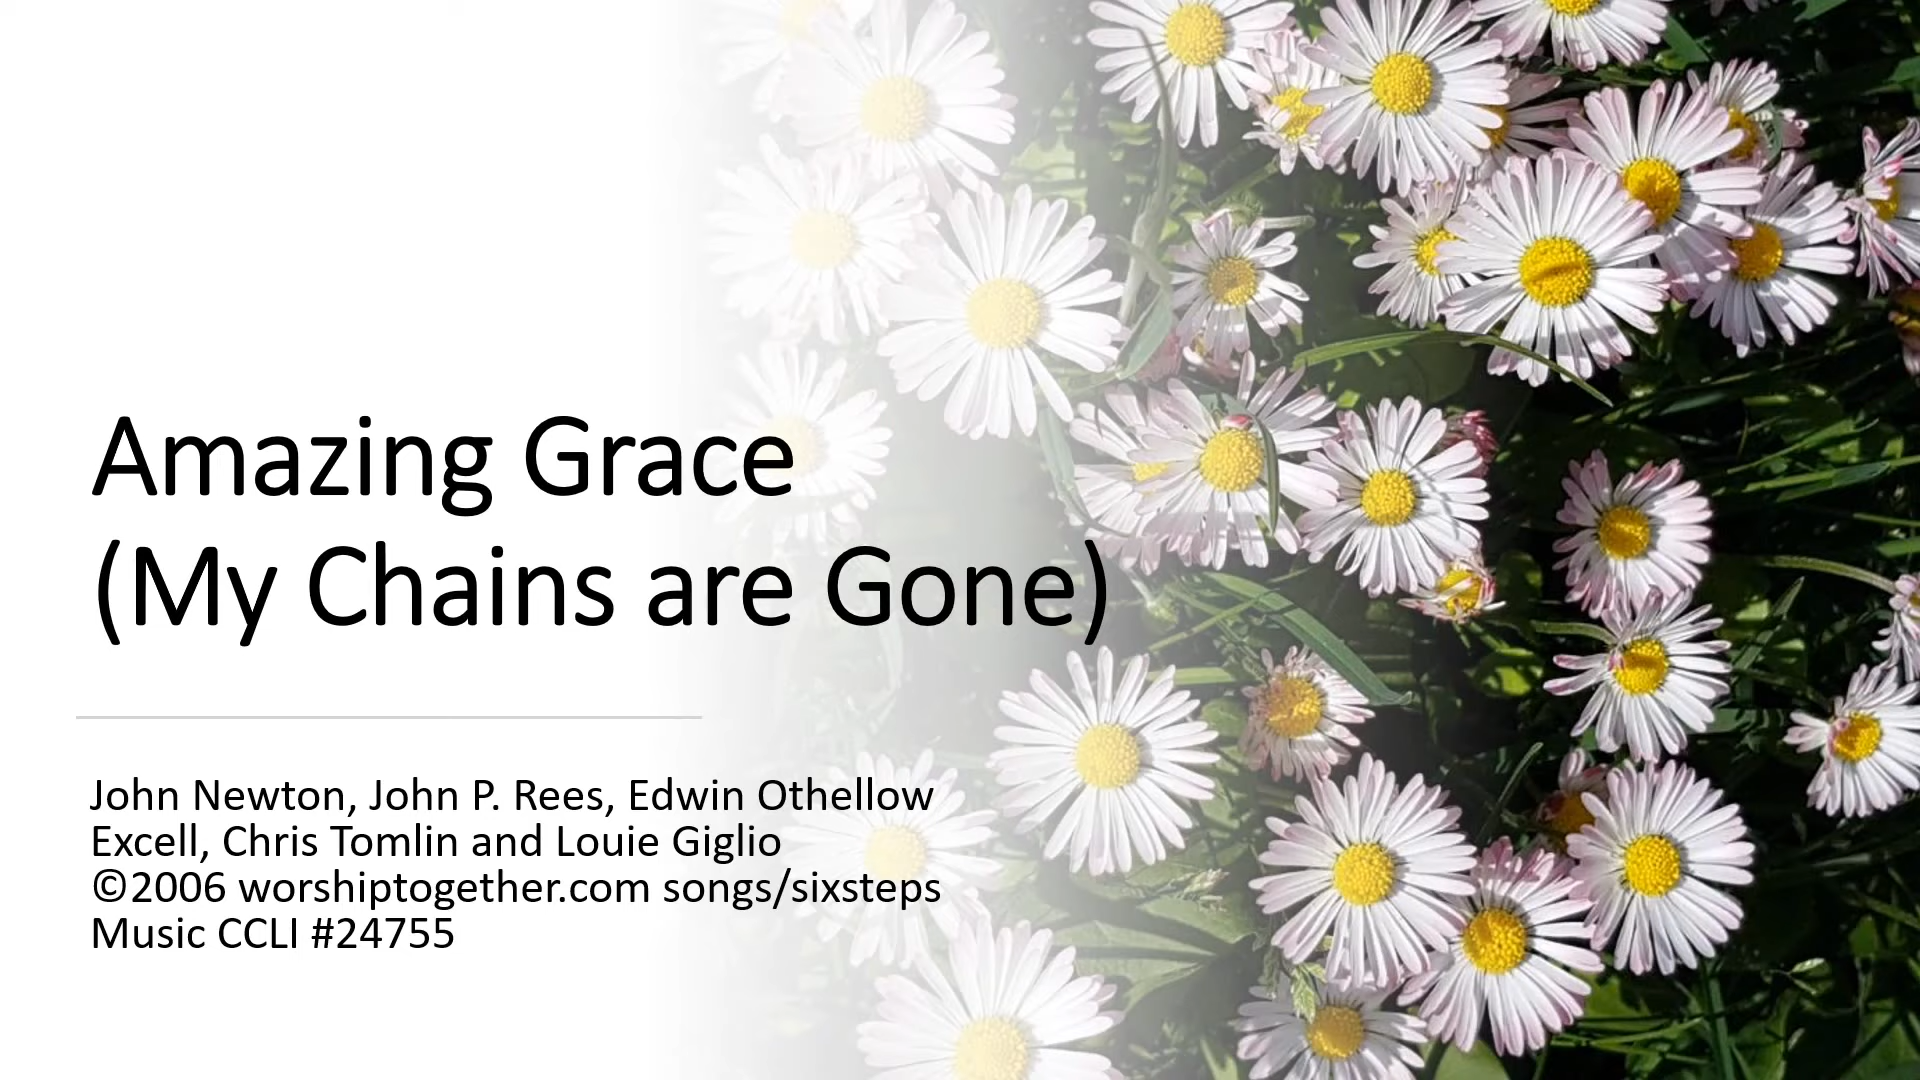 Amazing Grace
(My Chains are Gone)
John Newton, John P. Rees, Edwin Othellow
Excell, Chris Tomlin and Louie Giglio
©2006 worshiptogether.com songs/sixsteps
Music CCLI #24755